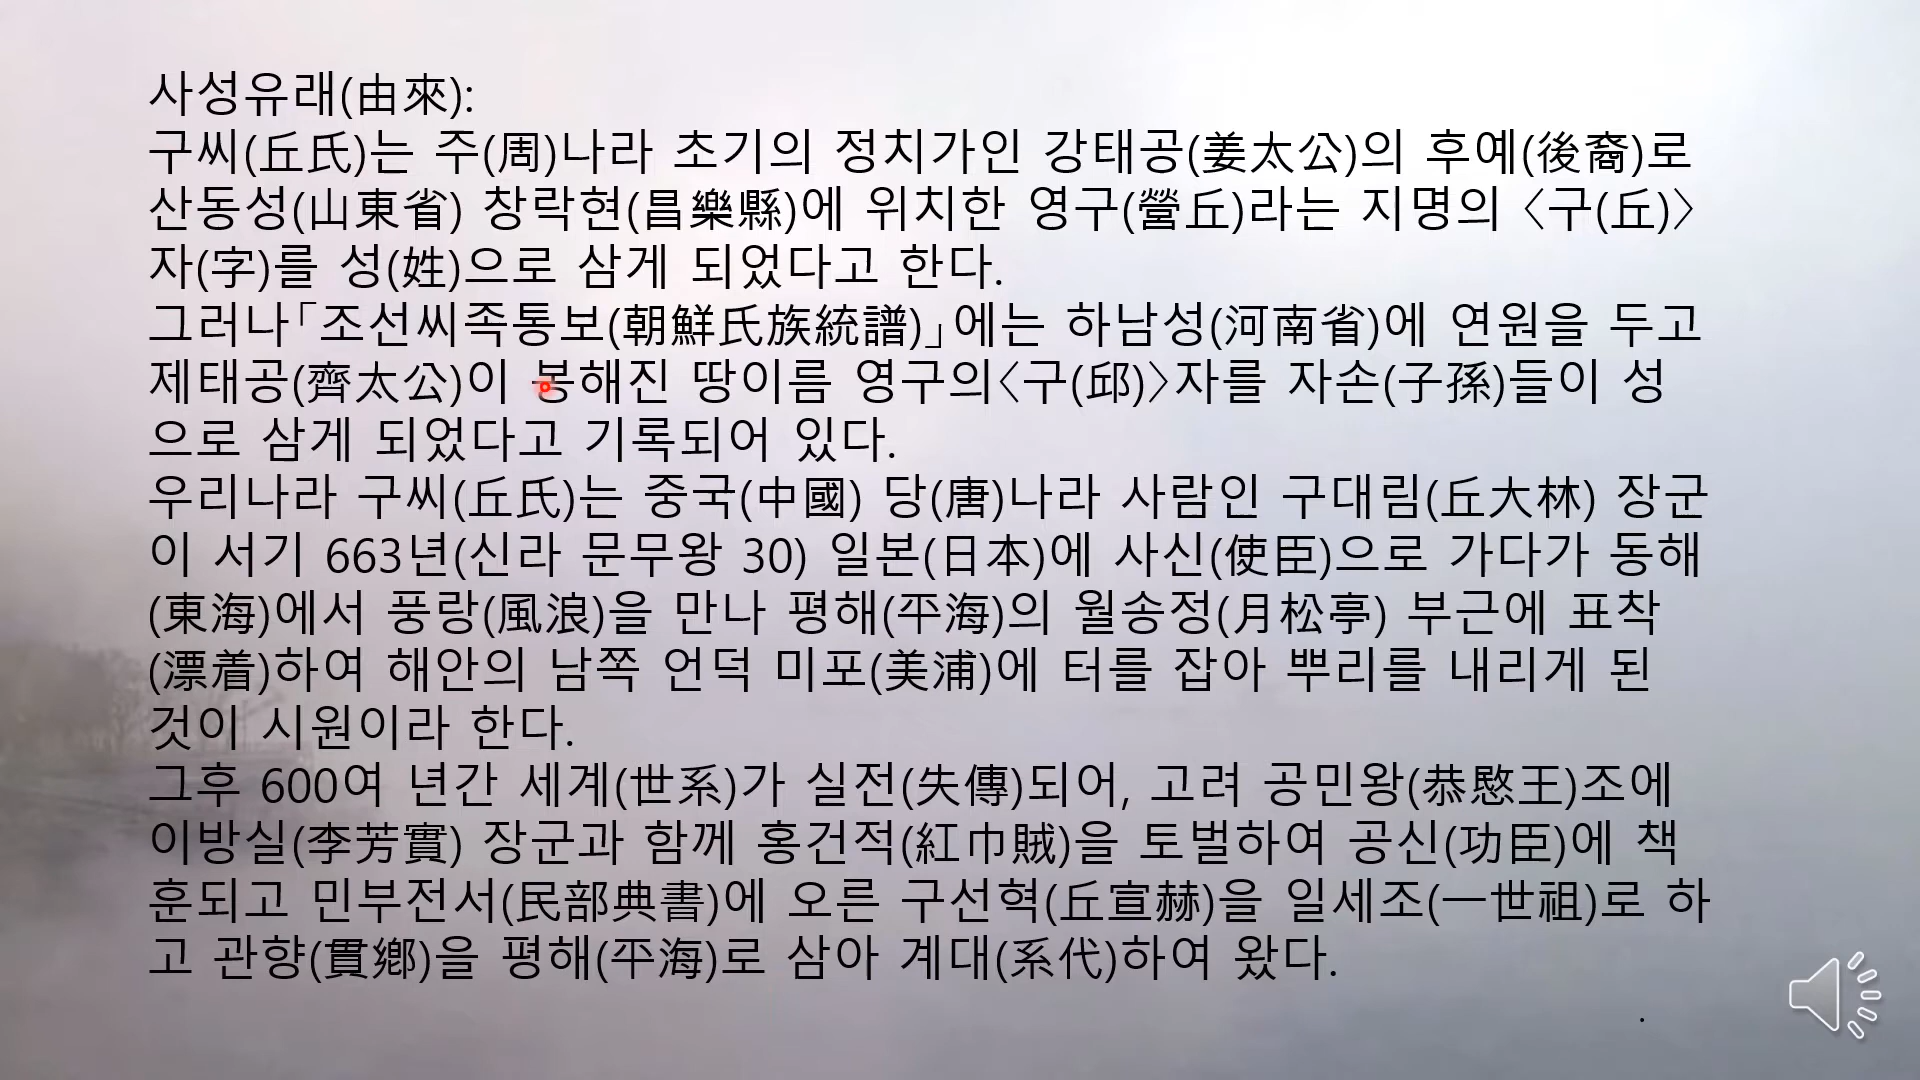 사성유래(由來):
구씨(丘氏)는 주(周)나라 초기의 정치가인 강태공(姜太公)의 후예(後裔)로
산동성(山東省) 창락현(昌樂縣)에 위치한 영구(營丘)라는 지명의 〈구(丘)〉
자(字)를 성(姓)으로 삼게 되었다고 한다.
그러나「조선씨족통보(朝鮮氏族統譜)」에는 하남성(河南省)에 연원을 두고
제태공(齊太公)이 봉해진 땅이름 영구의〈구(邱)〉자를 자손(子孫)들이 성
으로 삼게 되었다고 기록되어 있다.
우리나라 구씨(丘氏)는 중국(中國) 당(唐)나라 사람인 구대림(丘大林) 장군
이 서기 663년(신라 문무왕 30) 일본(日本)에 사신(使臣)으로 가다가 동해
(東海)에서 풍랑(風浪)을 만나 평해(平海)의 월송정(月松亭) 부근에 표착
(漂着)하여 해안의 남쪽 언덕 미포(美浦)에 터를 잡아 뿌리를 내리게 된
것이 시원이라 한다.
그후 600여 년간 세계(世系)가 실전(失傳)되어, 고려 공민왕(恭愍王)조에
이방실(李芳實) 장군과 함께 홍건적(紅巾賊)을 토벌하여 공신(功臣)에 책
훈되고 민부전서(民部典書)에 오른 구선혁(丘宣赫)을 일세조(一世祖)로 하
고 관향(貫鄕)을 평해(平海)로 삼아 계대(系代)하여 왔다.
.